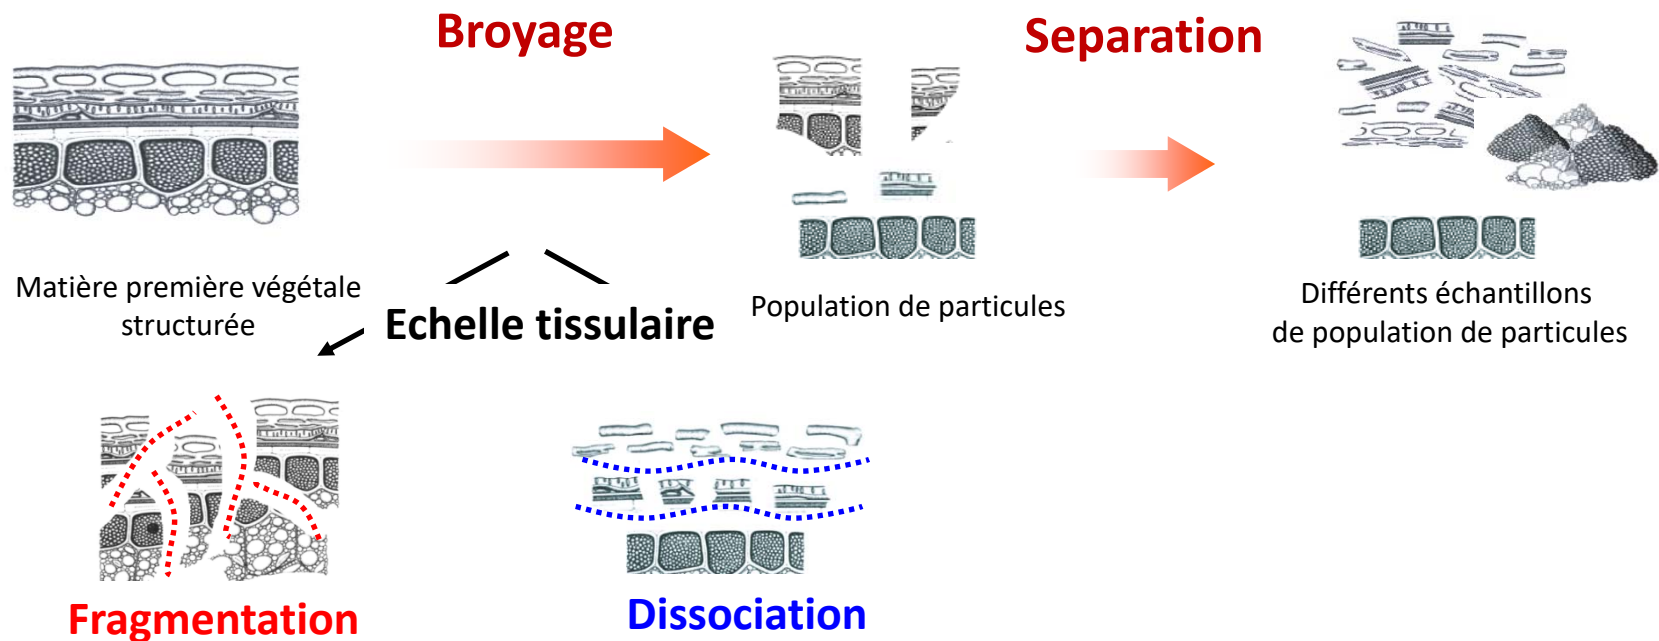 Broyage
Separation
Matière première végétale
structurée
Echelle tissulaire
Population de particules
Différents échantillons
de population de particules
Fragmentation
Dissociation